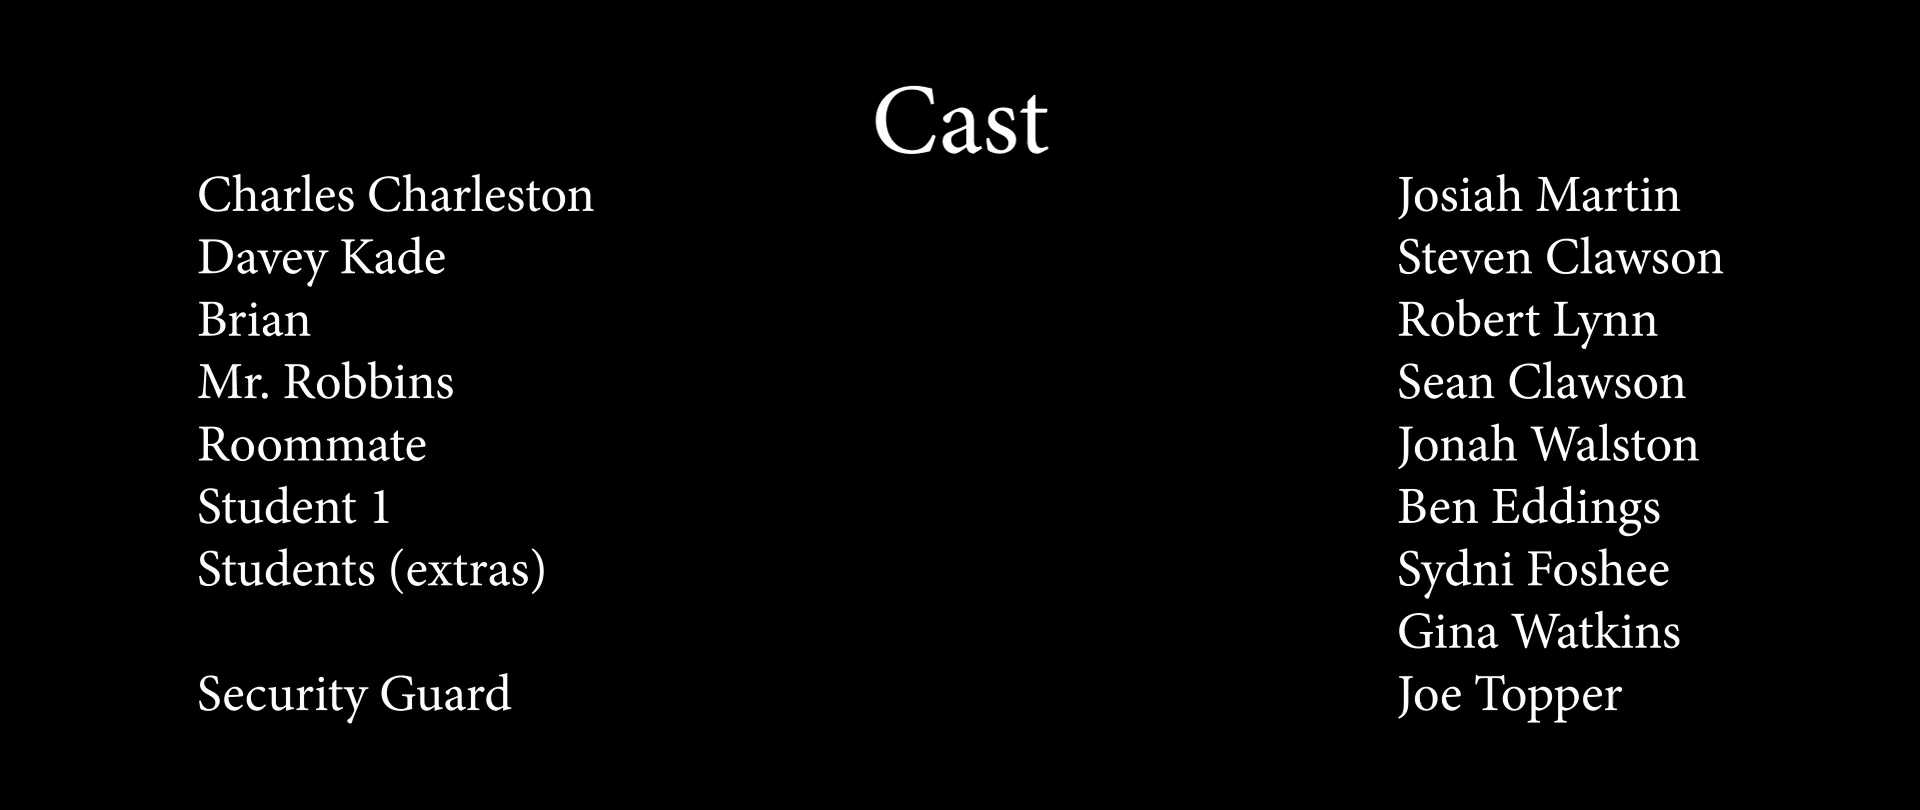 Cast
Charles Charleston Josiah Martin
Davey Kade Steven Clawson
Brian Robert Lynn
Mr. Robbins Sean Clawson
Roommate Jonah Walston
Student 1 Ben Eddings
Students (extras) Sydni Foshee
Gina Watkins
Security Guard Joe Topper